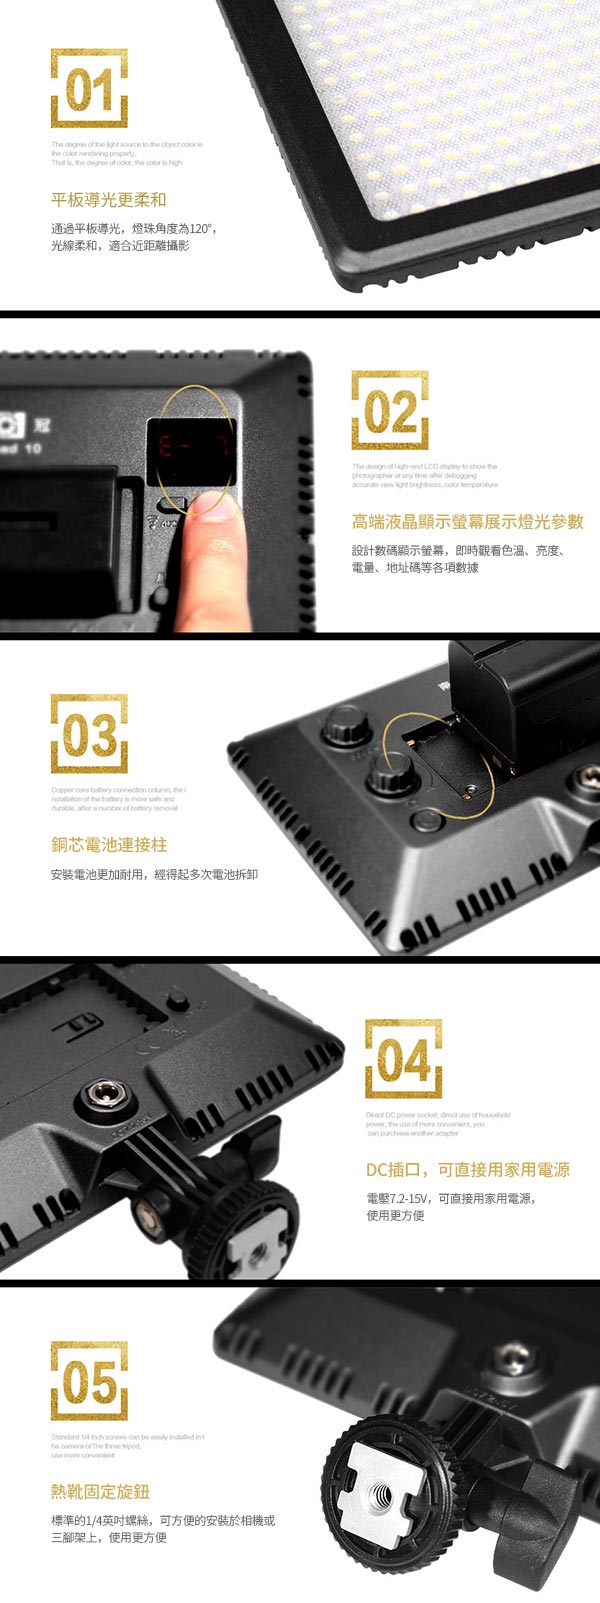 01
The degree of the light source to the object color is
the color rendering property,
That is, the degree of color, the color is high
平板導光更柔和
通過平板導光，燈珠角度為120°，
光線柔和，適合近距離攝影
冠
ad 10
02
The design of high-end LCD display to show the
photographer at any time after debugging
accurate view light brightness, color temperature
高端液晶顯示螢幕展示燈光參數
設計數碼顯示螢幕，即時觀看色溫、亮度、
電量、地址碼等各項數據
03
Copper core battery connection column, the i
nstallation of the battery is more safe and
durable, after a number of battery removal
銅芯電池連接柱
安裝電池更加耐用，經得起多次電池拆卸
04
Direct DC power socket, direct use of household
power, the use of more convenient, you
can purchase another adapter
DC插口，可直接用家用電源
電壓7.2-15V，可直接用家用電源，
使用更方便
05
Standard 1/4 inch screws can be easily installed in t
he camera orThe three tripod,
use more convenient
熱靴固定旋鈕
標準的1/4英吋螺絲，可方便的安裝於相機或
三腳架上，使用更方便